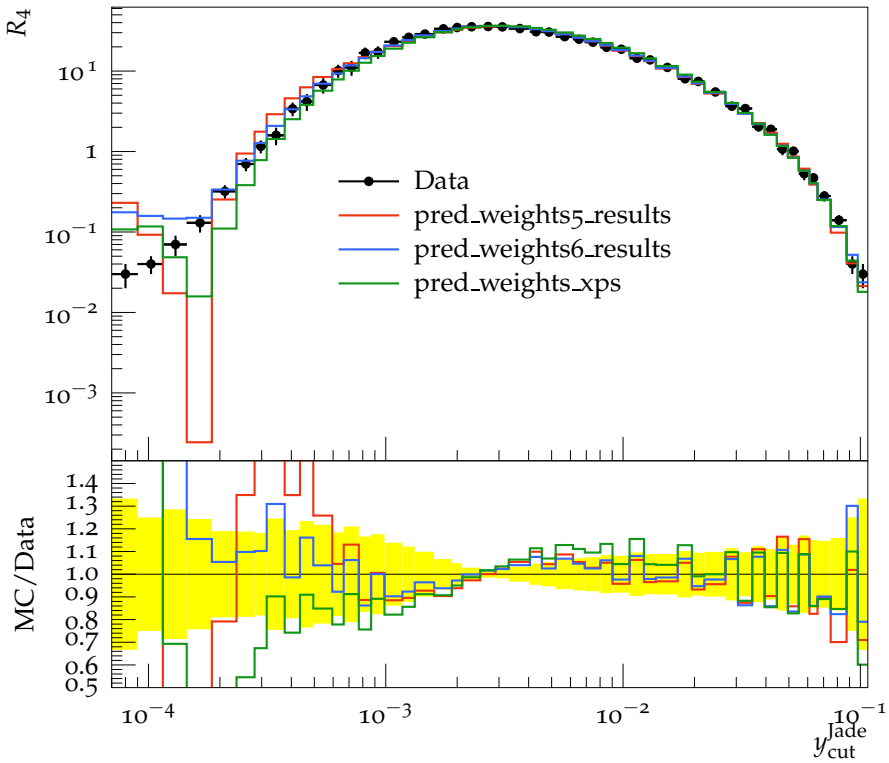 R₄
10¹
1
10⁻¹
10⁻²
10⁻³
Data
pred_weights5_results
pred_weights6_results
pred_weights_xps
MC/Data
1.4
1.3
1.2
1.1
1.0
0.9
0.8
0.7
0.6
0.5
10⁻⁴ 10⁻³ 10⁻² 10⁻¹
y_cut^Jade